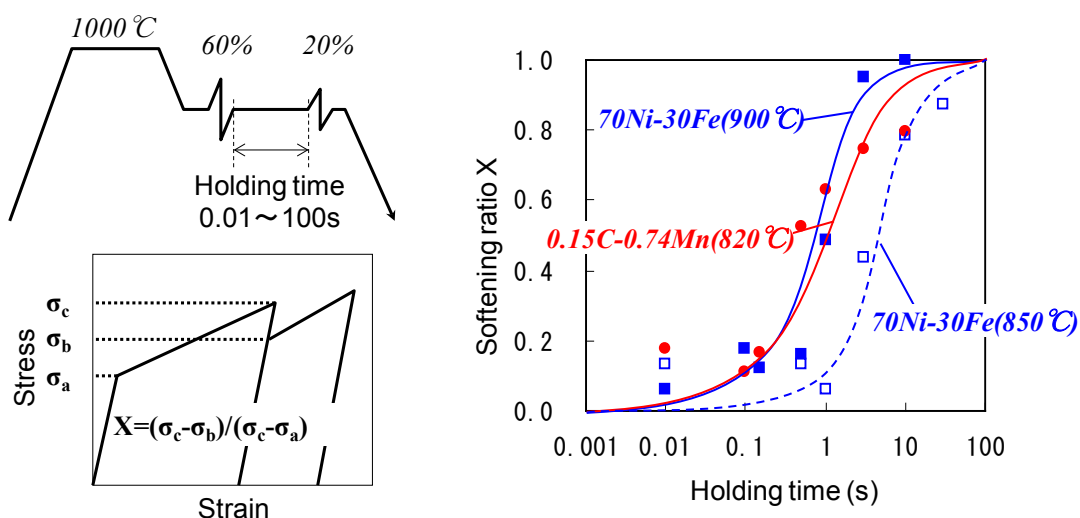 1000℃
60%
20%
Holding time
0.01～100s
σc
σb
σa
Stress
X=(σc-σb)/(σc-σa)
Strain
1.0
0.8
0.6
0.4
0.2
0.0
Softening ratio X
70Ni-30Fe(900℃)
0.15C-0.74Mn(820℃)
70Ni-30Fe(850℃)
0.001
0.01
0.1
1
10
100
Holding time (s)